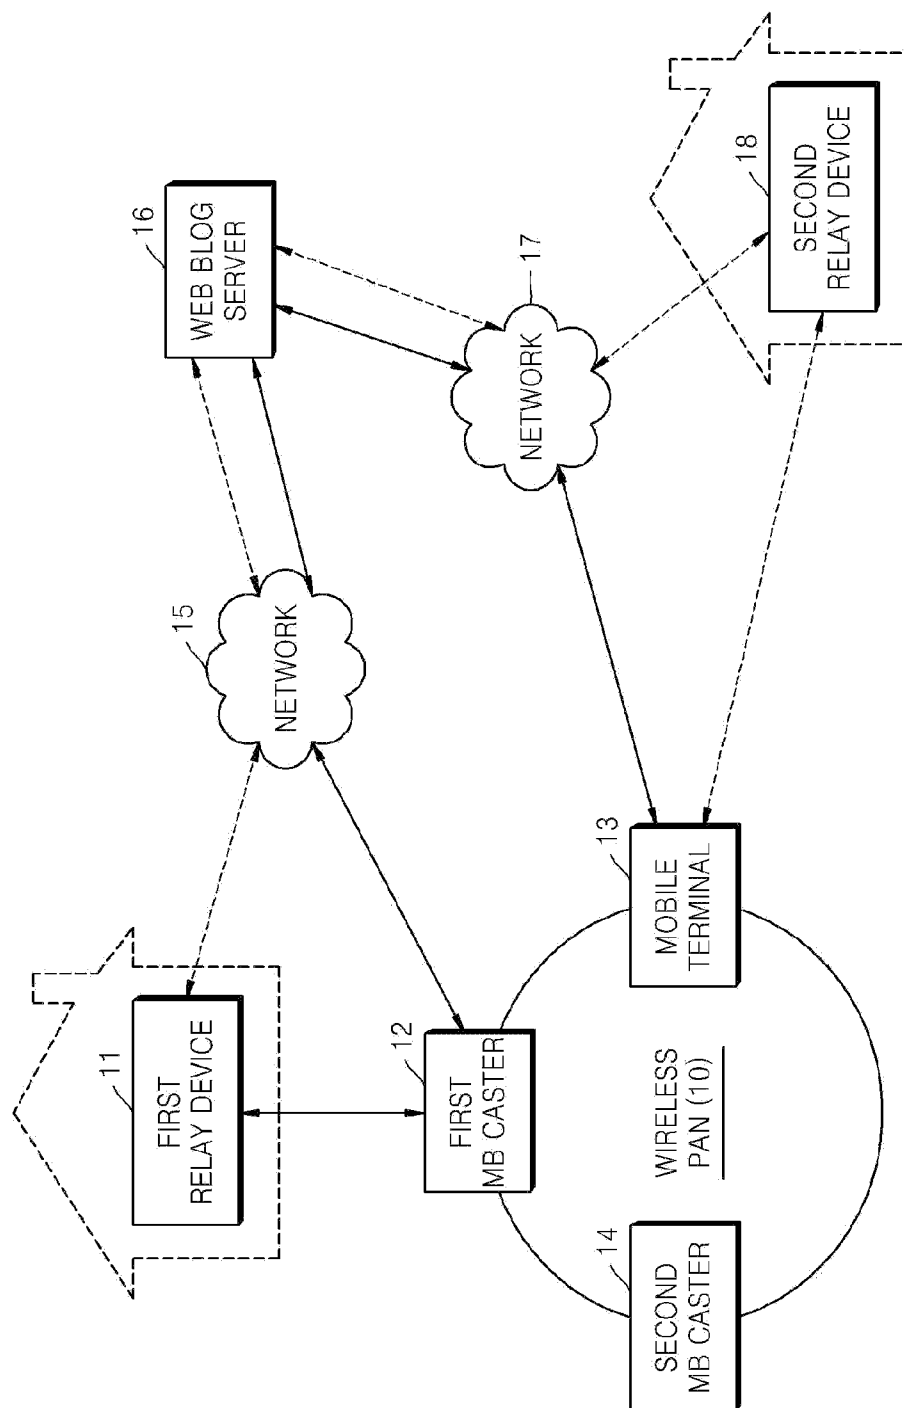 11
FIRST
RELAY DEVICE
15
NETWORK
16
WEB BLOG
SERVER
12
FIRST
MB CASTER
17
NETWORK
14
SECOND
MB CASTER
WIRELESS
PAN (10)
13
MOBILE
TERMINAL
18
SECOND
RELAY DEVICE